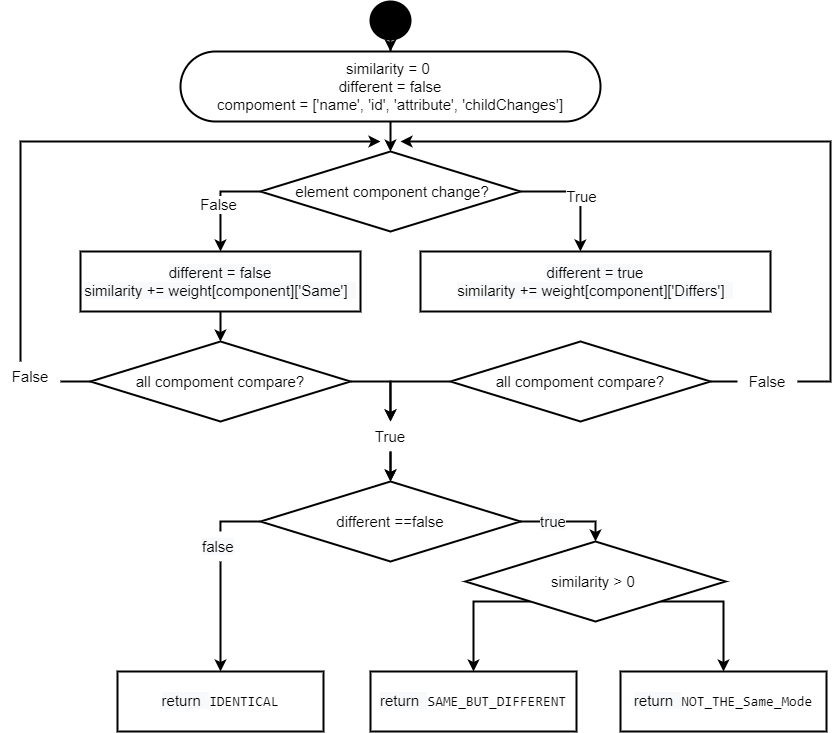 similarity = 0
different = false
compoment = ['name', 'id', 'attribute', 'childChanges']
element component change?
False
True
different = false
similarity += weight[component]['Same']
different = true
similarity += weight[component]['Differs']
False
all compoment compare?
all compoment compare?
False
True
different ==false
true
false
similarity > 0
return IDENTICAL
return SAME_BUT_DIFFERENT
return NOT_THE_Same_Mode